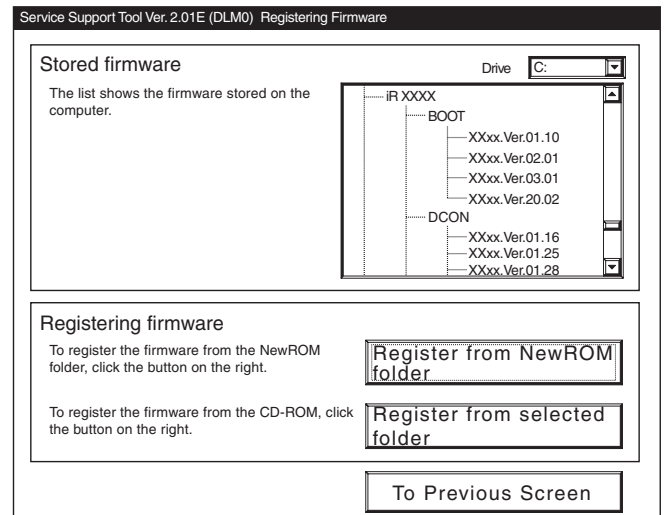 Service Support Tool Ver. 2.01E (DLM0)  Registering Firmware
Stored firmware
Drive
C:
The list shows the firmware stored on the
computer.
iR XXXX
BOOT
XXxx.Ver.01.10
XXxx.Ver.02.01
XXxx.Ver.03.01
XXxx.Ver.20.02
DCON
XXxx.Ver.01.16
XXxx.Ver.01.25
XXxx.Ver.01.28
Registering firmware
To register the firmware from the NewROM
folder, click the button on the right.
Register from NewROM
folder
To register the firmware from the CD-ROM, click
the button on the right.
Register from selected
folder
To Previous Screen